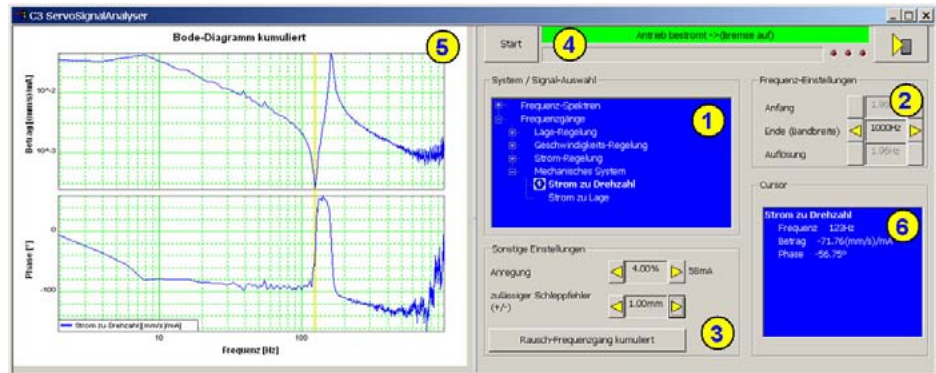 C3 ServoSignalAnalyser
Bode-Diagramm kumuliert
5
Betrag[(mm/s)/mA]
10^-2
10^-3
Phase [°]
0
-100
Strom zu Drehzahl[(mm/s)/mA]
10
100
Frequenz [Hz]
Start
4
Antrieb bestromt ->(Bremse auf)
System / Signal-Auswahl
Frequenz-Spektren
Frequenzgänge
Lage-Regelung
Geschwindigkeits-Regelung
Strom-Regelung
Mechanisches System
Strom zu Drehzahl
Strom zu Lage
1
Frequenz-Einstellungen
Anfang
2
Ende (Bandbreite)
1000Hz
Auflösung
1.96Hz
Sonstige Einstellungen
Anregung
4.00%
58mA
zulässiger Schleppfehler
(+/-)
1.00mm
Rausch-Frequenzgang kumuliert
3
Cursor
Strom zu Drehzahl
Frequenz 123Hz
Betrag -71.76(mm/s)/mA
Phase -56.75°
6